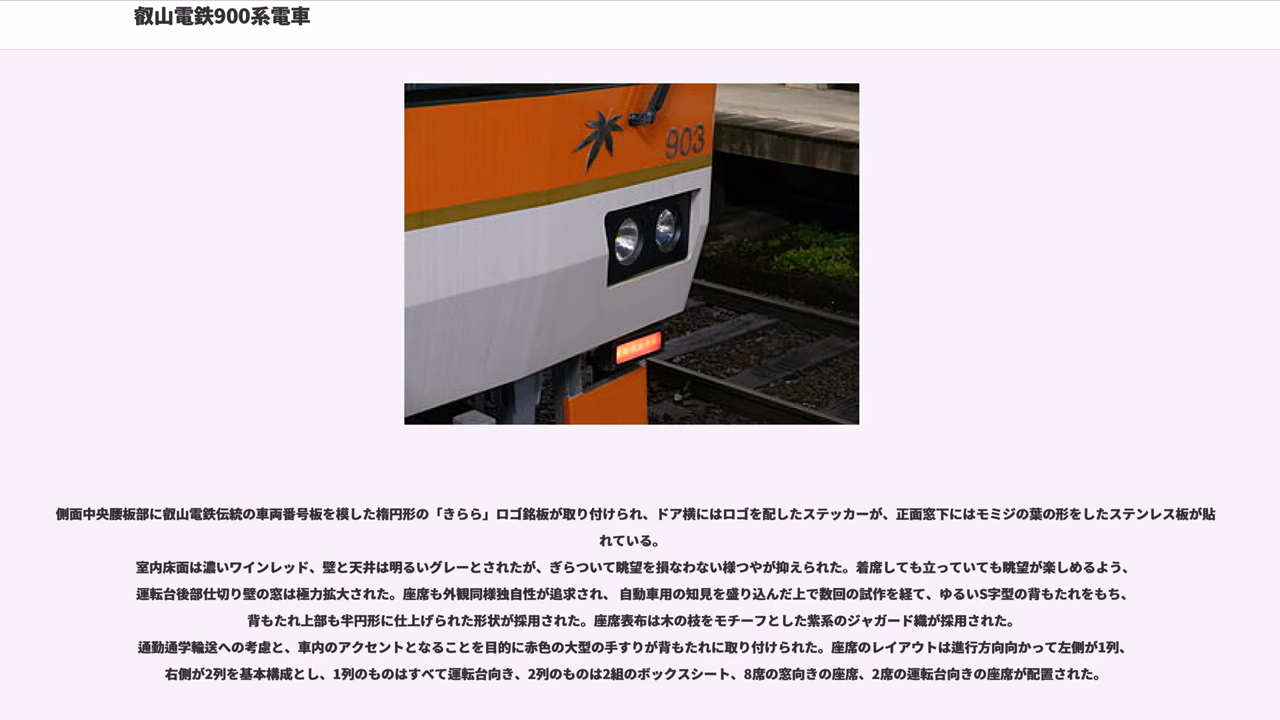 叡山電鉄900系電車
903
側面中央腰板部に叡山電鉄伝統の車両番号板を模した楕円形の「きらら」ロゴ銘板が取り付けられ、ドア横にはロゴを配したステッカーが、正面窓下にはモミジの葉の形をしたステンレス板が貼
れている。
室内床面は濃いワインレッド、壁と天井は明るいグレーとされたが、ぎらついて眺望を損なわない様つやが抑えられた。着席しても立っていても眺望が楽しめるよう、
運転台後部仕切り壁の窓は極力拡大された。座席も外観同様独自性が追求され、 自動車用の知見を盛り込んだ上で数回の試作を経て、ゆるいS字型の背もたれをもち、
背もたれ上部も半円形に仕上げられた形状が採用された。座席表布は木の枝をモチーフとした紫系のジャガード織が採用された。
通勤通学輸送への考慮と、車内のアクセントとなることを目的に赤色の大型の手すりが背もたれに取り付けられた。座席のレイアウトは進行方向向かって左側が1列、
右側が2列を基本構成とし、1列のものはすべて運転台向き、2列のものは2組のボックスシート、8席の窓向きの座席、2席の運転台向きの座席が配置された。